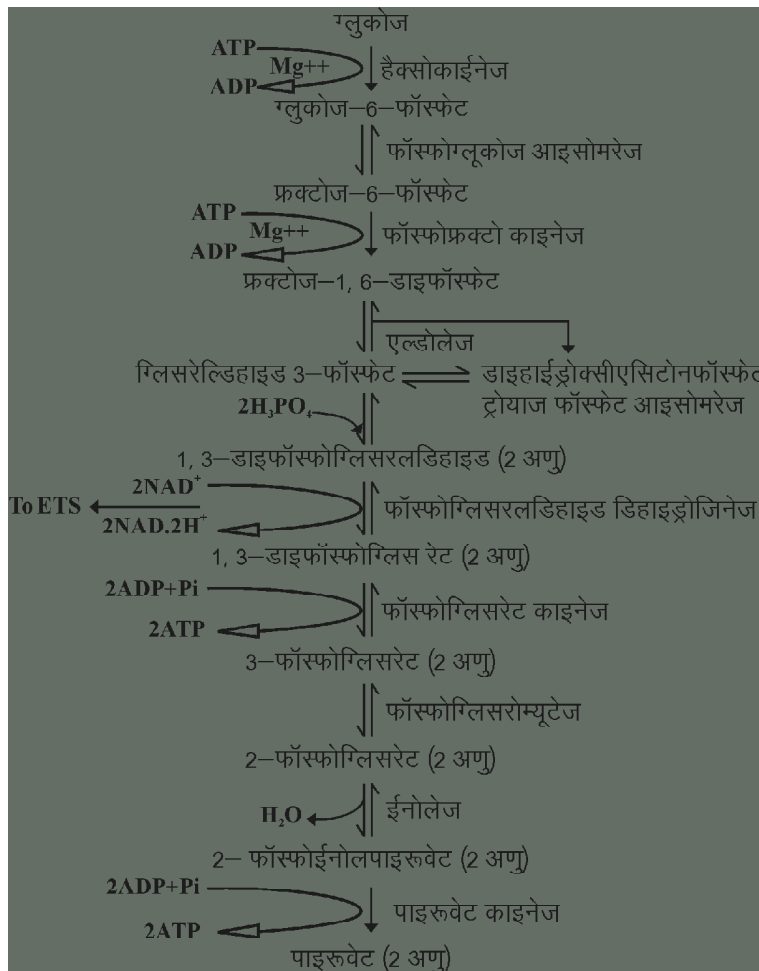 ग्लुकोज
ATP
Mg++
हैक्सोकाईनेज
ADP
ग्लुकोज–6–फॉस्फेट
फॉस्फोग्लूकोज आइसोमरेज
फ्रक्टोज–6–फॉस्फेट
ATP
Mg++
फॉस्फोफ्रक्टो काइनेज
ADP
फ्रक्टोज–1, 6–डाइफॉस्फेट
एल्डोलेज
ग्लिसरेल्डिहाइड 3–फॉस्फेट
डाइहाईड्रोक्सीएसिटोनफॉस्फेट
ट्रोयाज फॉस्फेट आइसोमरेज
2H₃PO₄
1, 3–डाइफॉस्फोग्लिसरलडिहाइड (2 अणु)
2NAD⁺
To ETS
फॉस्फोग्लिसरलडिहाइड डिहाइड्रोजिनेज
2NAD.2H⁺
1, 3–डाइफॉस्फोग्लिस रेट (2 अणु)
2ADP+Pi
फॉस्फोग्लिसरेट काइनेज
2ATP
3–फॉस्फोग्लिसरेट (2 अणु)
फॉस्फोग्लिसरोम्यूटेज
2–फॉस्फोग्लिसरेट (2 अणु)
H₂O
ईनोलेज
2– फॉस्फोईनोलपाइरूवेट (2 अणु)
2ADP+Pi
पाइरूवेट काइनेज
2ATP
पाइरूवेट (2 अणु)